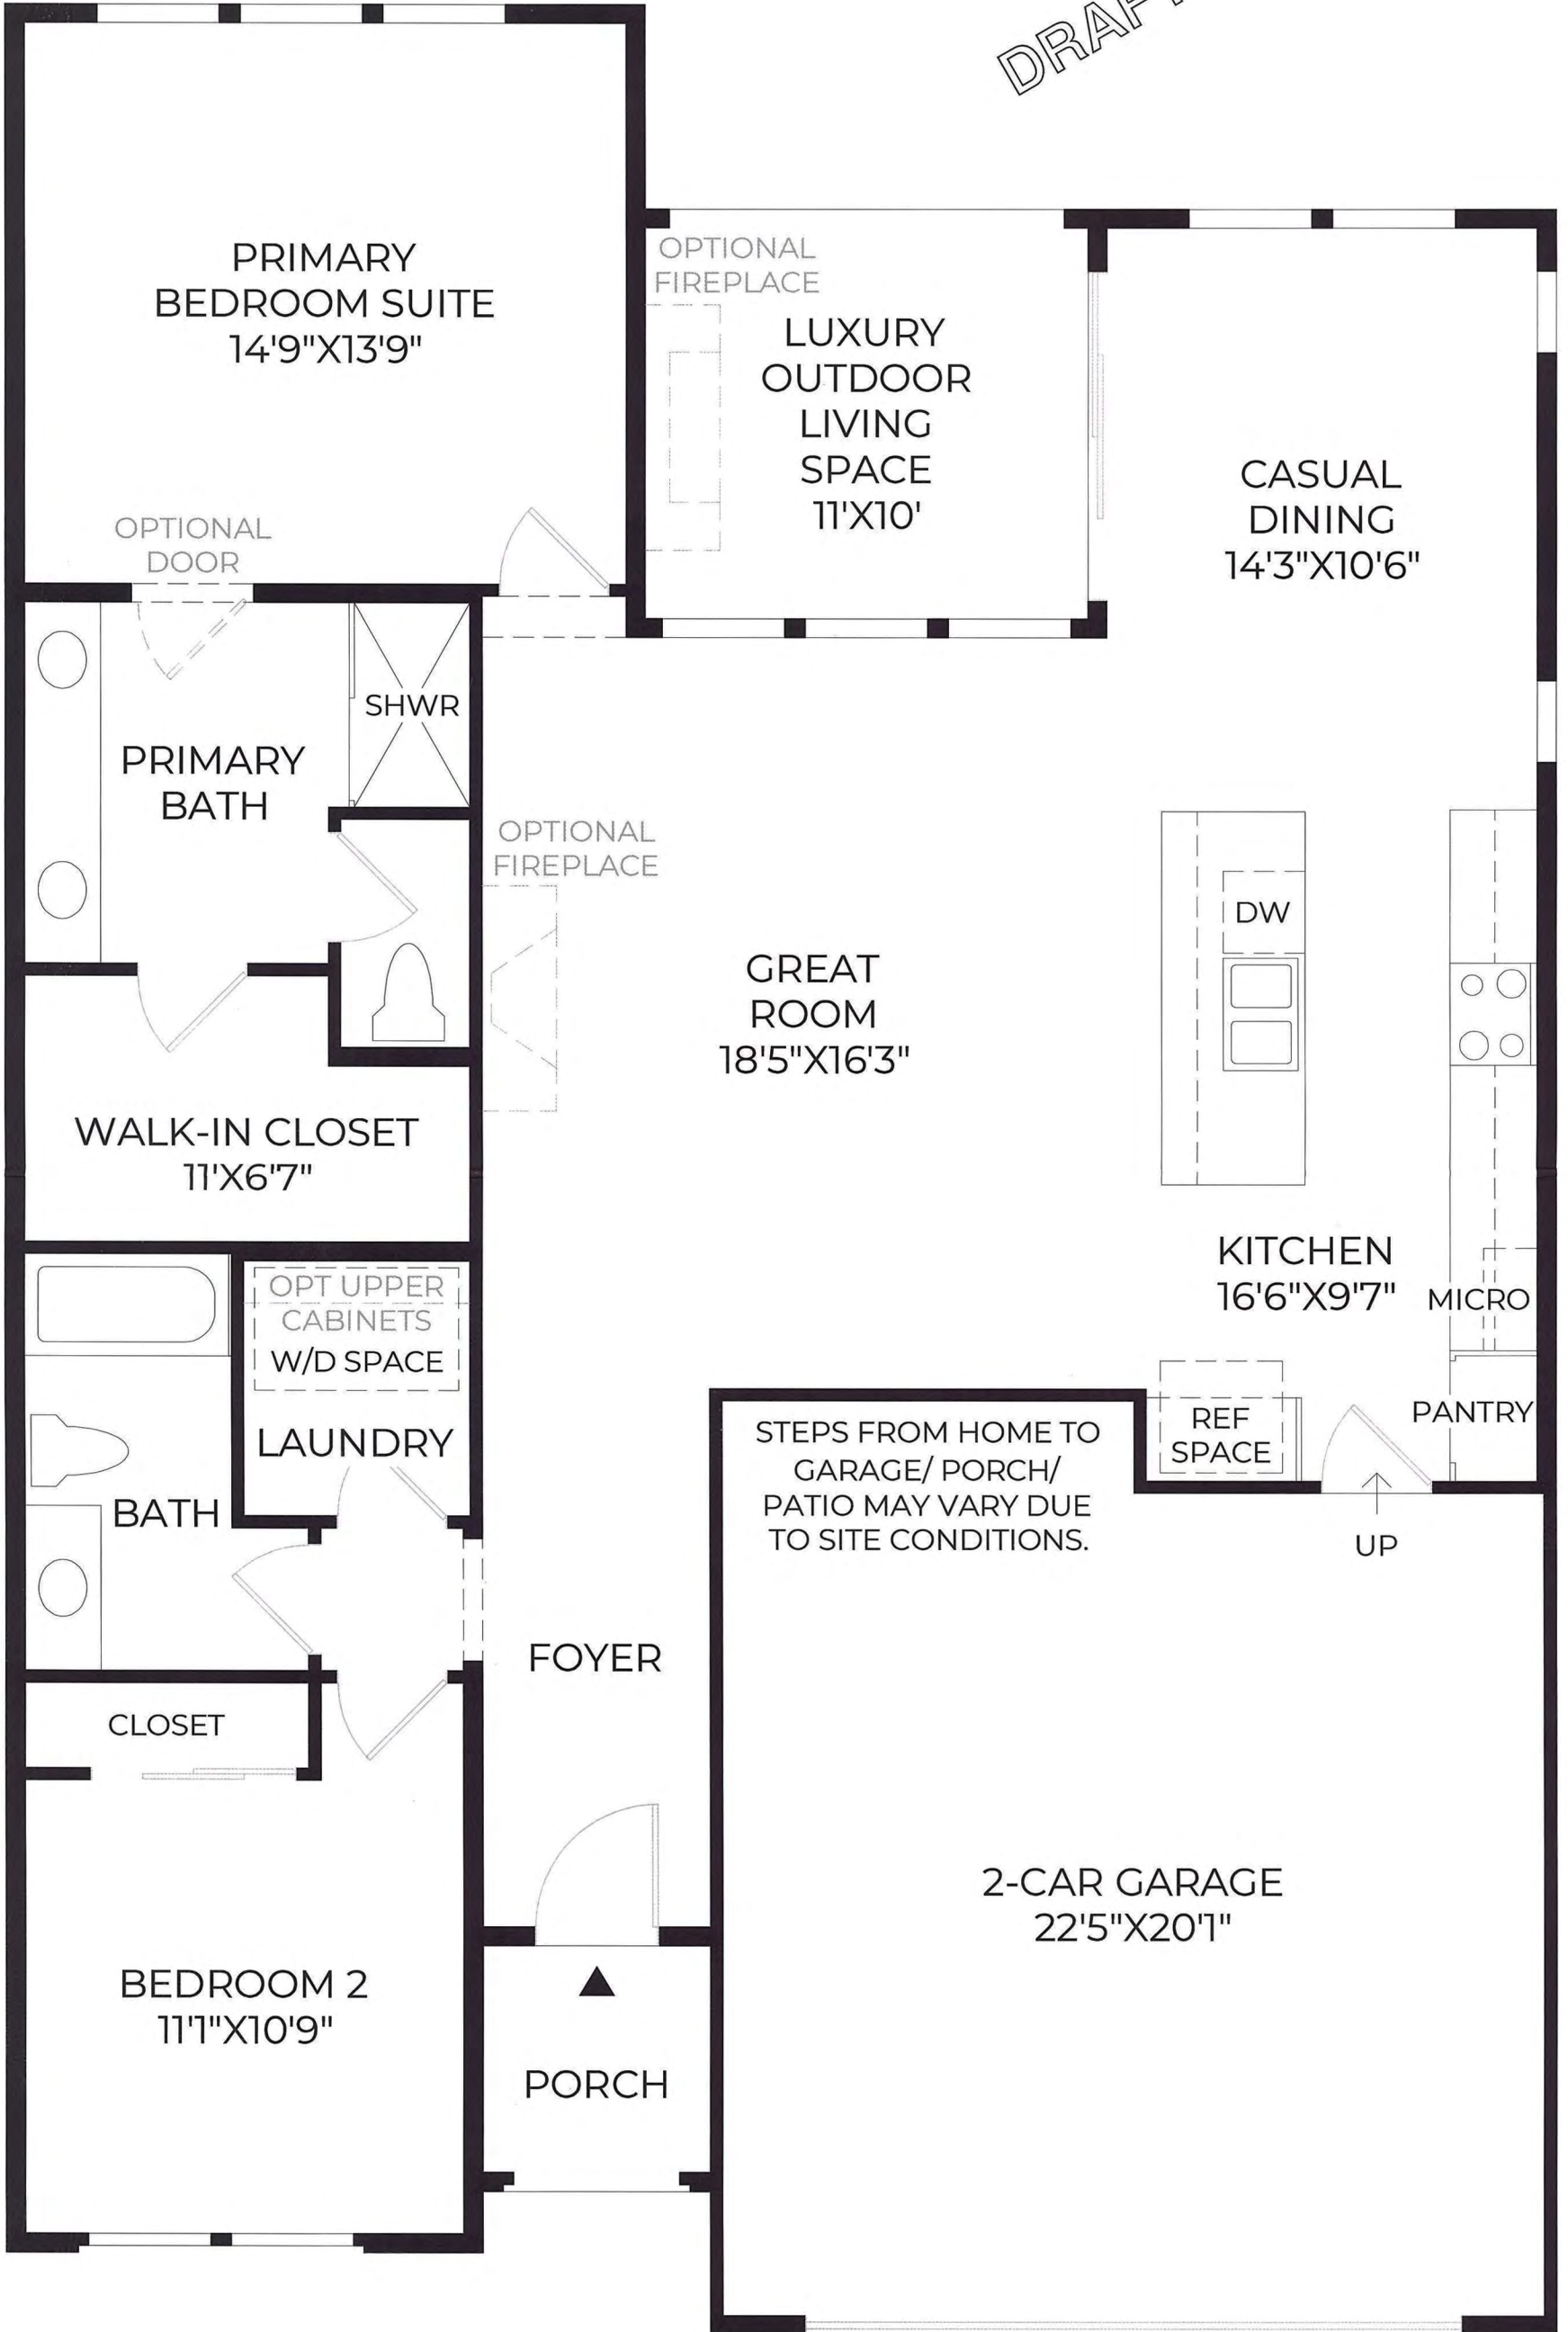 DRAFT
PRIMARY
BEDROOM SUITE
14'9"X13'9"
OPTIONAL
FIREPLACE
LUXURY
OUTDOOR
LIVING
SPACE
11'X10'
CASUAL
DINING
14'3"X10'6"
OPTIONAL
DOOR
SHWR
PRIMARY
BATH
OPTIONAL
FIREPLACE
DW
GREAT
ROOM
18'5"X16'3"
WALK-IN CLOSET
11'X6'7"
KITCHEN
16'6"X9'7"
MICRO
OPT UPPER
CABINETS
W/D SPACE
LAUNDRY
BATH
STEPS FROM HOME TO
GARAGE/ PORCH/
PATIO MAY VARY DUE
TO SITE CONDITIONS.
REF
SPACE
PANTRY
UP
FOYER
CLOSET
2-CAR GARAGE
22'5"X20'1"
BEDROOM 2
11'1"X10'9"
PORCH